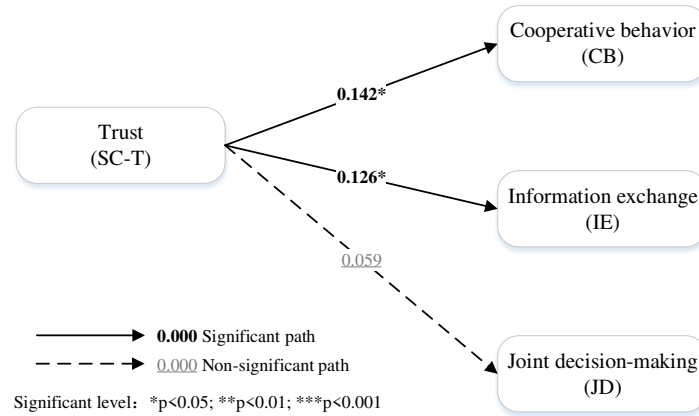 Cooperative behavior
(CB)
0.142*
Trust
(SC-T)
0.126*
Information exchange
(IE)
0.059
0.000 Significant path
0.000 Non-significant path
Joint decision-making
(JD)
Significant level: *p<0.05; **p<0.01; ***p<0.001